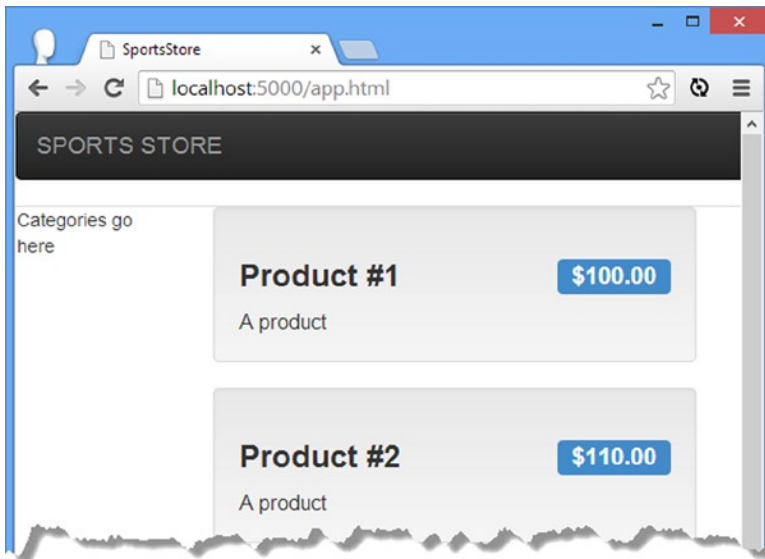 SportsStore
localhost:5000/app.html
SPORTS STORE
Categories go
here
Product #1
$100.00
A product
Product #2
$110.00
A product